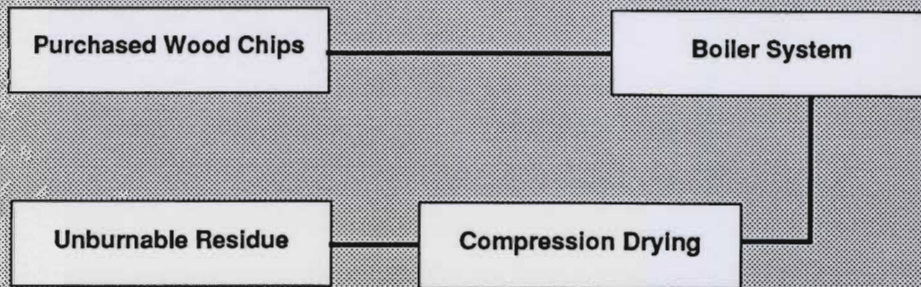 Purchased Wood Chips
Boiler System
Unburnable Residue
Compression Drying